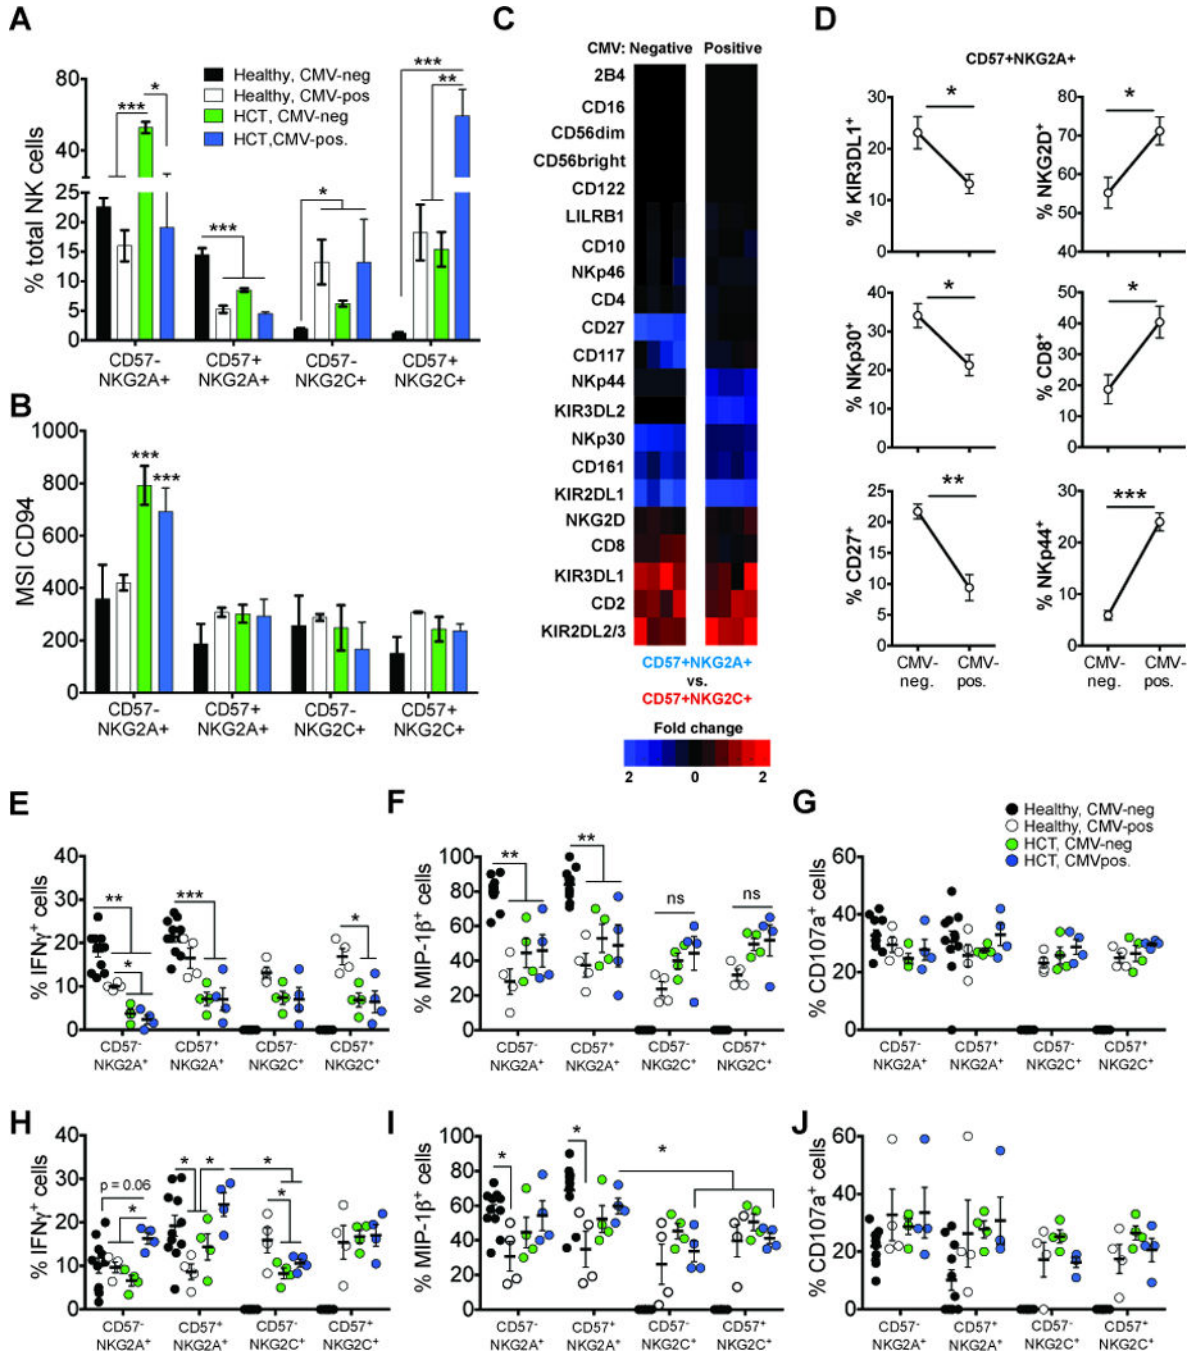 A
% total NK cells
80
40
25
20
15
10
5
0
Healthy, CMV-neg
Healthy, CMV-pos
HCT, CMV-neg
HCT,CMV-pos.
***
*
***
*
***
**
CD57- CD57+ CD57- CD57+
NKG2A+ NKG2A+ NKG2C+ NKG2C+
B
MSI CD94
1000
800
600
400
200
0
***
***
CD57- CD57+ CD57- CD57+
NKG2A+ NKG2A+ NKG2C+ NKG2C+
C
CMV: Negative Positive
2B4
CD16
CD56dim
CD56bright
CD122
LILRB1
CD10
NKp46
CD4
CD27
CD117
NKp44
KIR3DL2
NKp30
CD161
KIR2DL1
NKG2D
CD8
KIR3DL1
CD2
KIR2DL2/3
CD57+NKG2A+
vs.
CD57+NKG2C+
Fold change
2 0 2
D
CD57+NKG2A+
% KIR3DL1+
30
20
10
0
*
% NKG2D+
80
70
60
50
40
*
% NKp30+
40
30
20
10
0
*
% CD8+
50
40
30
20
10
0
*
% CD27+
25
20
15
10
5
0
**
CMV- CMV-
neg. pos.
% NKp44+
30
20
10
0
***
CMV- CMV-
neg. pos.
E
% IFNγ+ cells
40
30
20
10
0
**
*
***
*
CD57- CD57+ CD57- CD57+
NKG2A+ NKG2A+ NKG2C+ NKG2C+
F
% MIP-1β+ cells
100
80
60
40
20
0
**
**
ns
ns
CD57- CD57+ CD57- CD57+
NKG2A+ NKG2A+ NKG2C+ NKG2C+
G
Healthy, CMV-neg
Healthy, CMV-pos
HCT, CMV-neg
HCT, CMVpos.
% CD107a+ cells
60
40
20
0
CD57- CD57+ CD57- CD57+
NKG2A+ NKG2A+ NKG2C+ NKG2C+
H
% IFNγ+ cells
40
30
20
10
0
p = 0.06
*
*
*
*
*
CD57- CD57+ CD57- CD57+
NKG2A+ NKG2A+ NKG2C+ NKG2C+
I
% MIP-1β+ cells
100
80
60
40
20
0
*
*
*
CD57- CD57+ CD57- CD57+
NKG2A+ NKG2A+ NKG2C+ NKG2C+
J
% CD107a+ cells
60
40
20
0
CD57- CD57+ CD57- CD57+
NKG2A+ NKG2A+ NKG2C+ NKG2C+